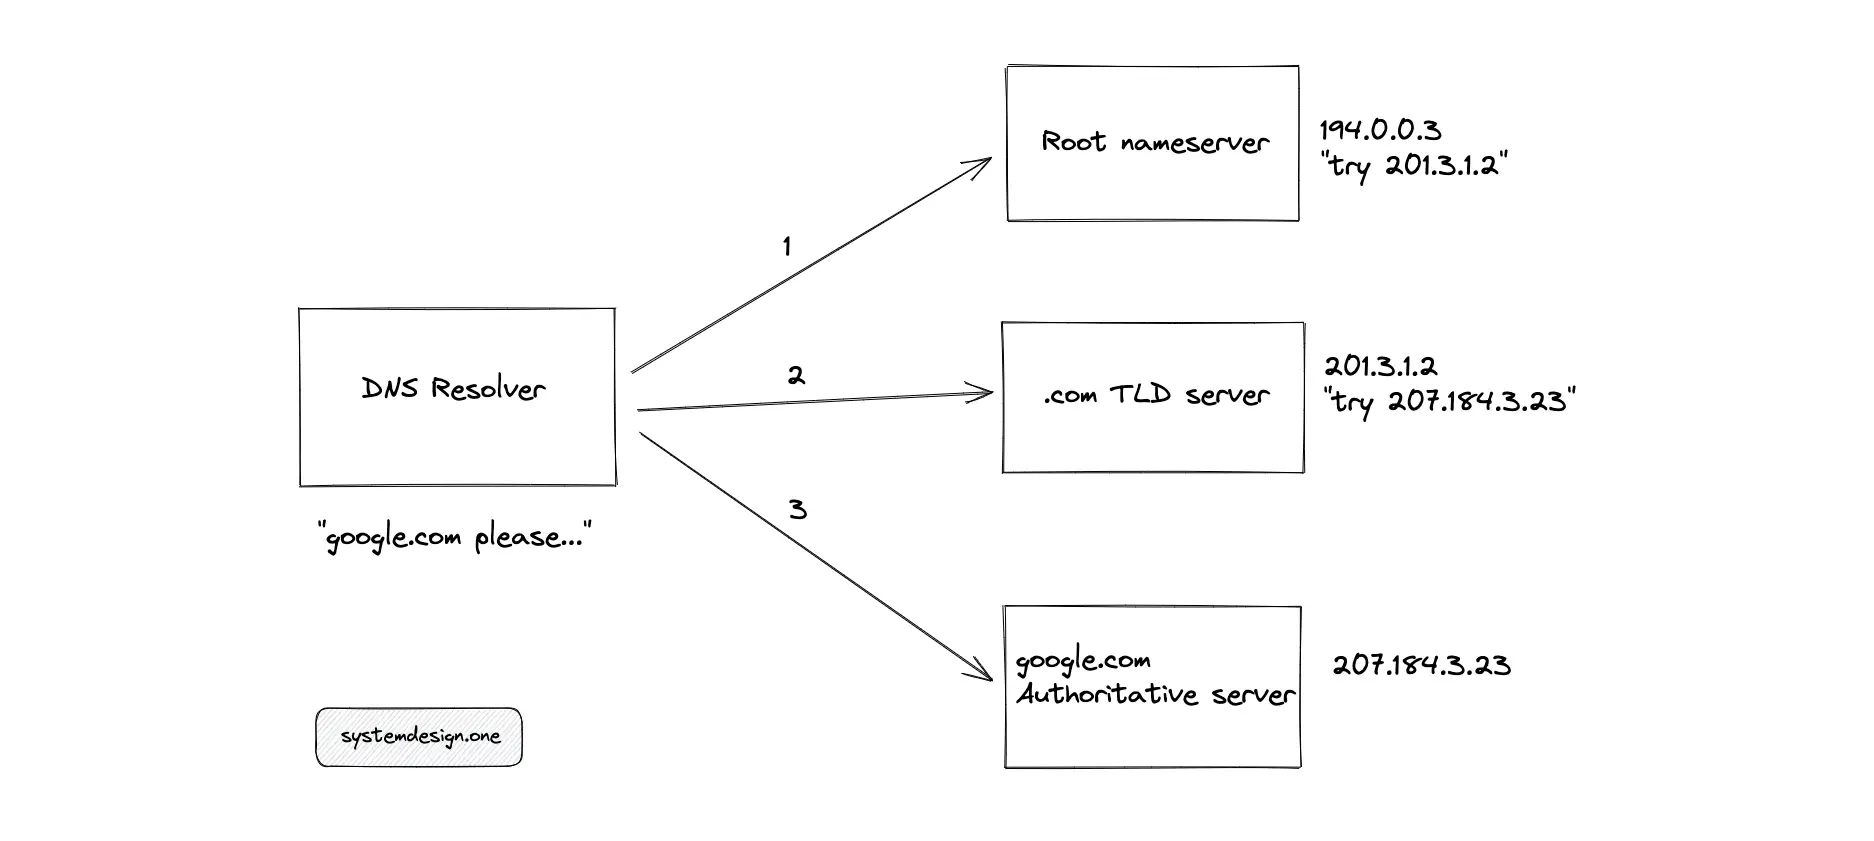 Root nameserver
194.0.0.3
"try 201.3.1.2"
1
DNS Resolver
"google.com please..."
2
.com TLD server
201.3.1.2
"try 207.184.3.23"
3
google.com
Authoritative server
207.184.3.23
systemdesign.one